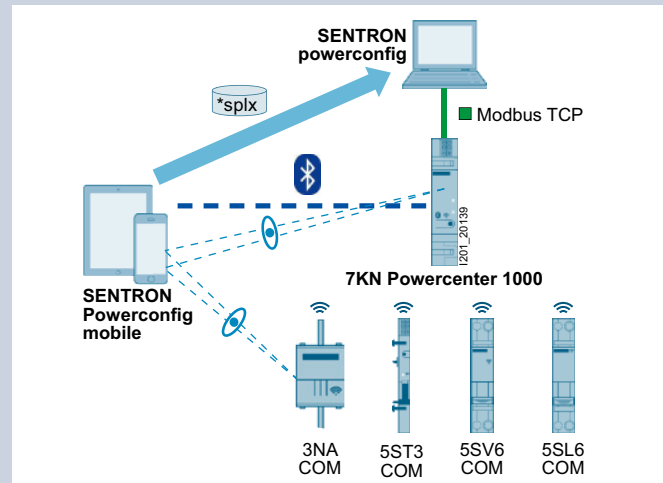 SENTRON
powerconfig
*splx
Modbus TCP
I201_20139
7KN Powercenter 1000
SENTRON
Powerconfig
mobile
3NA
COM
5ST3
COM
5SV6
COM
5SL6
COM